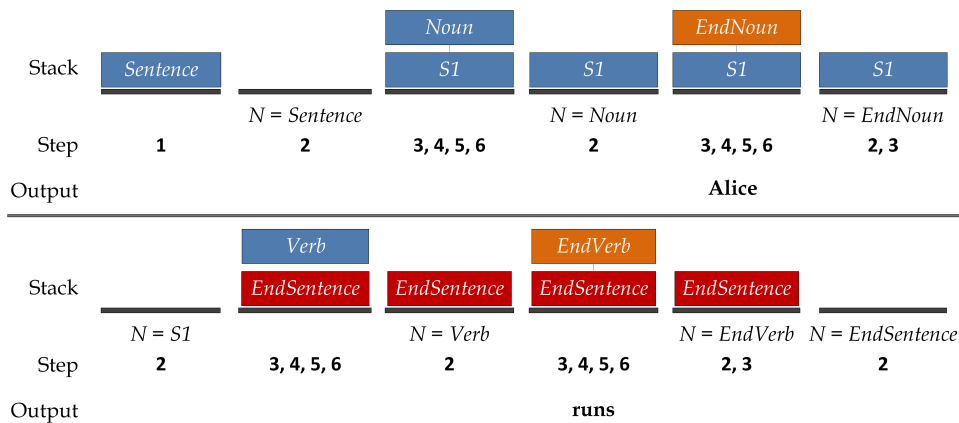 Noun EndNoun
Stack Sentence S1 S1 S1 S1
N = Sentence N = Noun N = EndNoun
Step 1 2 3, 4, 5, 6 2 3, 4, 5, 6 2, 3
Output Alice
Verb EndVerb
Stack EndSentence EndSentence EndSentence EndSentence
N = S1 N = Verb N = EndVerb N = EndSentence
Step 2 3, 4, 5, 6 2 3, 4, 5, 6 2, 3 2
Output runs